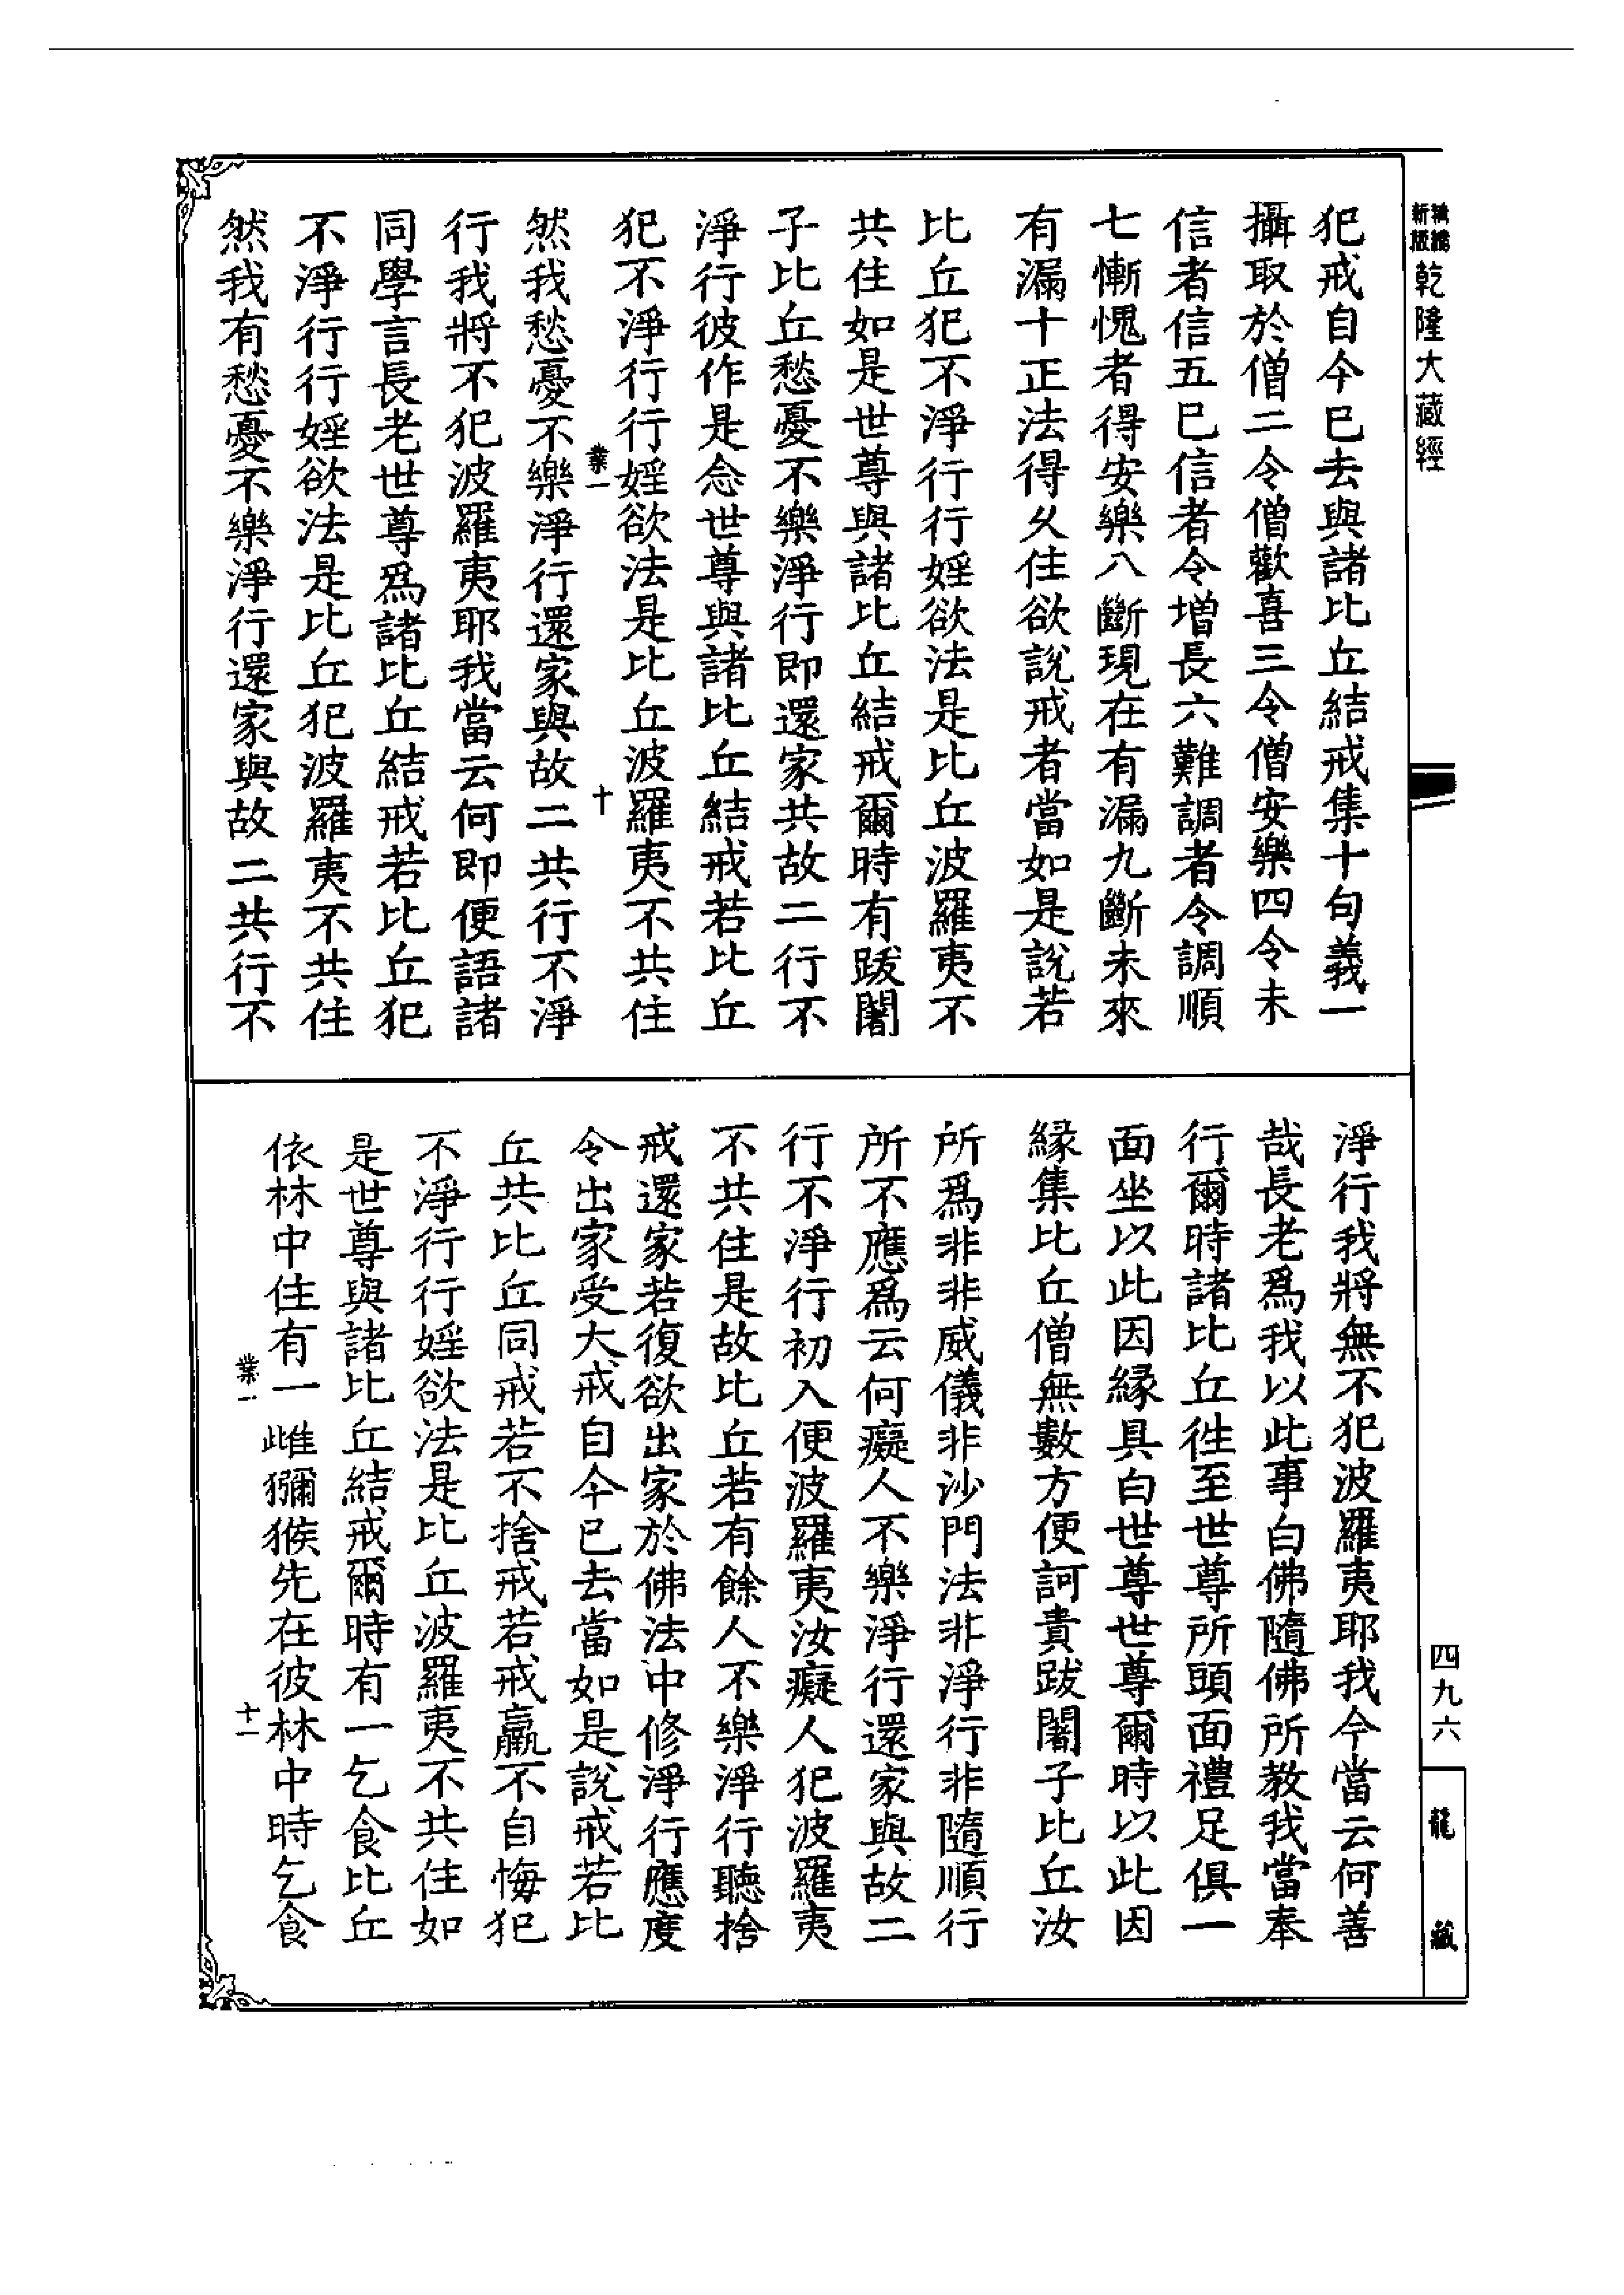 精編新版
乾隆大藏經
四九六
龍藏
犯戒自今巳去與諸比丘結戒集十句義一
攝取於僧二令僧歡喜三令僧安樂四令未
信者信五巳信者令增長六難調者令調順
七慚愧者得安樂八斷現在有漏九斷未來
有漏十正法得久住欲說戒者當如是說若
比丘犯不淨行行婬欲法是比丘波羅夷不
共住如是世尊與諸比丘結戒爾時有跋闍
子比丘愁憂不樂淨行即還家共故二行不
淨行彼作是念世尊與諸比丘結戒若比丘
犯不淨行行婬欲法是比丘波羅夷不共住
業一
十
然我愁憂不樂淨行還家與故二共行不淨
行我將不犯波羅夷耶我當云何即便語諸
同學言長老世尊爲諸比丘結戒若比丘犯
不淨行行婬欲法是比丘犯波羅夷不共住
然我有愁憂不樂淨行還家與故二共行不
淨行我將無不犯波羅夷耶我今當云何善
哉長老爲我以此事白佛隨佛所教我當奉
行爾時諸比丘徃至世尊所頭面禮足俱一
面坐以此因緣具白世尊世尊爾時以此因
緣集比丘僧無數方便訶責跋闍子比丘汝
所爲非非威儀非沙門法非淨行非隨順行
所不應爲云何癡人不樂淨行還家與故二
行不淨行初入便波羅夷汝癡人犯波羅夷
不共住是故比丘若有餘人不樂淨行聽捨
戒還家若復欲出家於佛法中修淨行應度
令出家受大戒自今巳去當如是說戒若比
丘共比丘同戒若不捨戒若戒羸不自悔犯
不淨行行婬欲法是比丘波羅夷不共住如
是世尊與諸比丘結戒爾時有一乞食比丘
依林中住有一雌獼猴先在彼林中時乞食
業一
十一